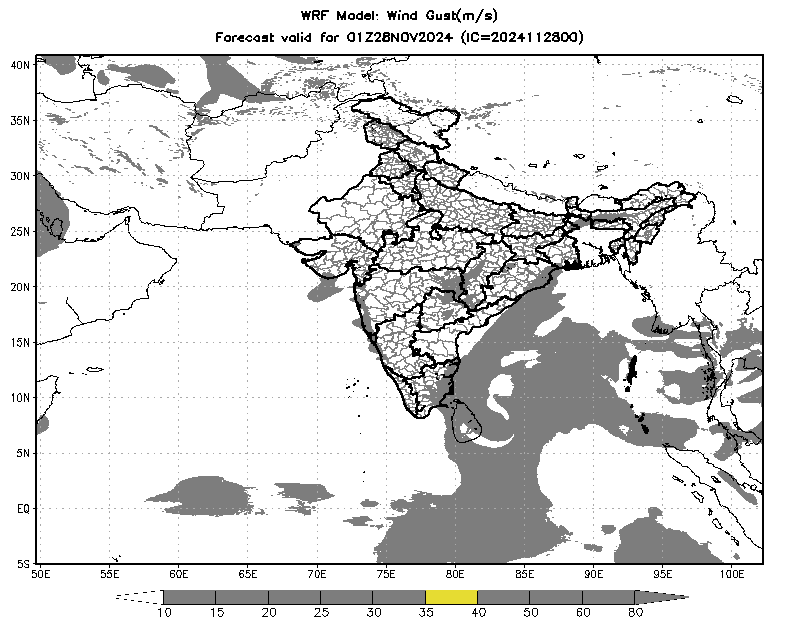 WRF Model: Wind Gust(m/s)
Forecast valid for 01Z28NOV2024 (IC=2024112800)
40N
35N
30N
25N
20N
15N
10N
5N
EQ
5S
50E 55E 60E 65E 70E 75E 80E 85E 90E 95E 100E
10 15 20 25 30 35 40 50 60 80